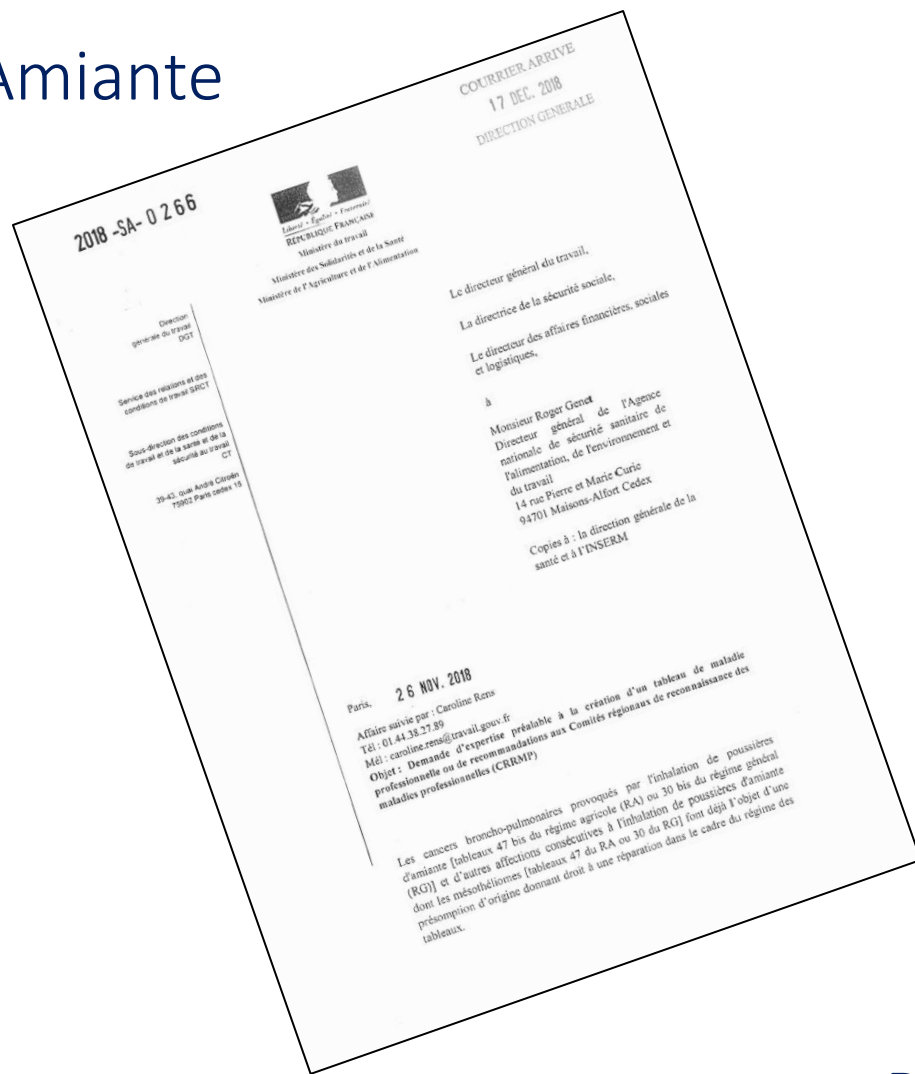 Amiante
COURRIER ARRIVE
17 DEC. 2018
DIRECTION GENERALE
2018 -SA- 0266
Liberté • Égalité • Fraternité
RÉPUBLIQUE FRANÇAISE
Ministère du travail
Ministère des Solidarités et de la Santé
Ministère de l'Agriculture et de l'Alimentation
Direction
générale du travail
DGT
Service des relations et des
conditions de travail SRCT
Sous-direction des conditions
de travail et de la santé et de la
sécurité au travail
CT
39-43, quai André Citroën
75902 Paris cedex 15
Le directeur général du travail,
La directrice de la sécurité sociale,
Le directeur des affaires financières, sociales
et logistiques,
à
Monsieur Roger Genet
Directeur général de l'Agence
nationale de sécurité sanitaire de
l'alimentation, de l'environnement et
du travail
14 rue Pierre et Marie Curie
94701 Maisons-Alfort Cedex
Copies à : la direction générale de la
santé et à l'INSERM
Paris, 26 NOV. 2018
Affaire suivie par : Caroline Rens
Tél : 01.44.38.27.89
Mél : caroline.rens@travail.gouv.fr
Objet : Demande d'expertise préalable à la création d'un tableau de maladie
professionnelle ou de recommandations aux Comités régionaux de reconnaissance des
maladies professionnelles (CRRMP)
Les cancers broncho-pulmonaires provoqués par l'inhalation de poussières
d'amiante [tableaux 47 bis du régime agricole (RA) ou 30 bis du régime général
(RG)] et d'autres affections consécutives à l'inhalation de poussières d'amiante
dont les mésothéliomes [tableaux 47 du RA ou 30 du RG] font déjà l'objet d'une
présomption d'origine donnant droit à une réparation dans le cadre du régime des
tableaux.